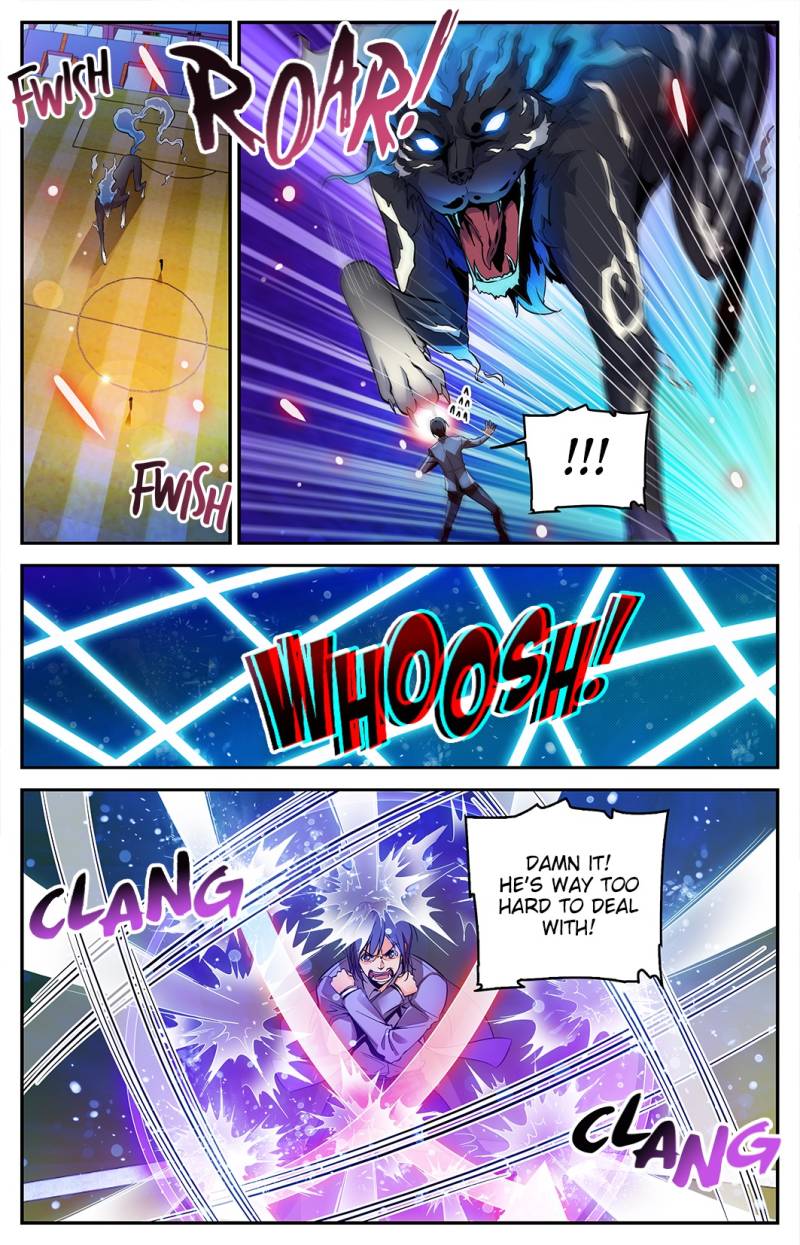 FWISH
ROAR!
FWISH
!!!
WHOOSH!
CLANG
DAMN IT!
HE'S WAY TOO
HARD TO DEAL
WITH!
CLANG